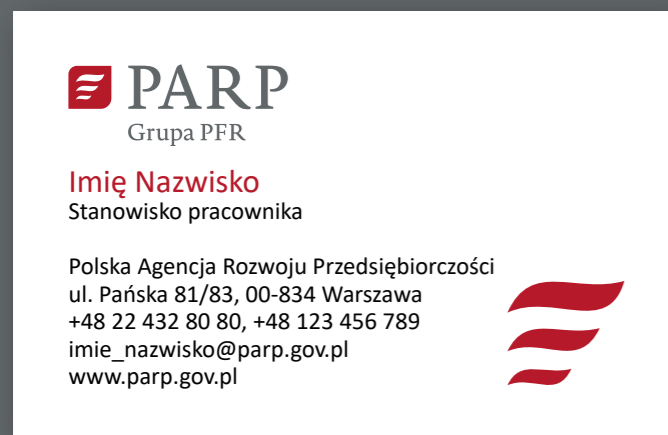 PARP
Grupa PFR
Imię Nazwisko
Stanowisko pracownika
Polska Agencja Rozwoju Przedsiębiorczości
ul. Pańska 81/83, 00-834 Warszawa
+48 22 432 80 80, +48 123 456 789
imie_nazwisko@parp.gov.pl
www.parp.gov.pl